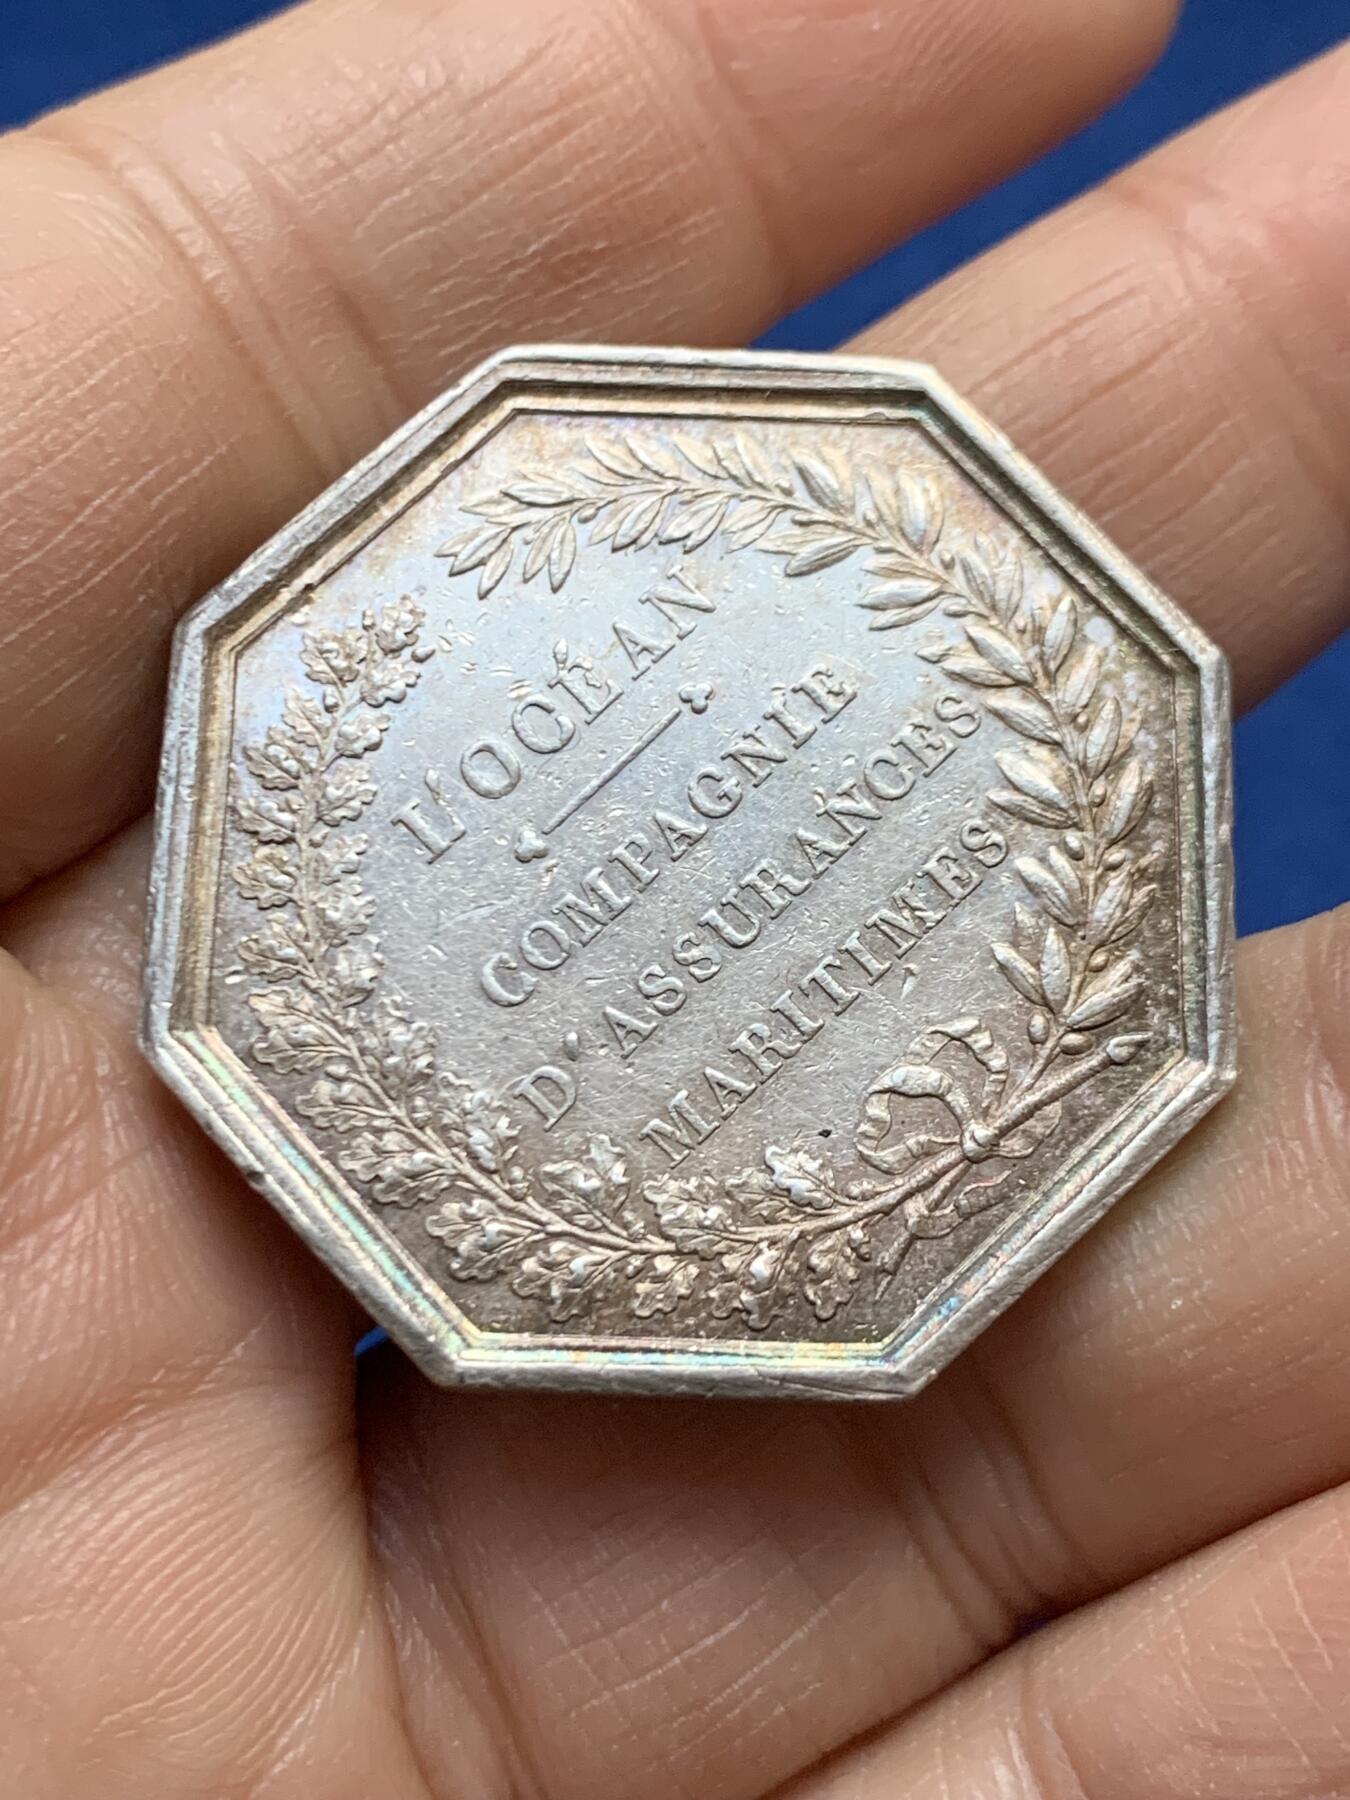 L'OCÉAN
COMPAGNIE
D'ASSURANCES
MARITIMES